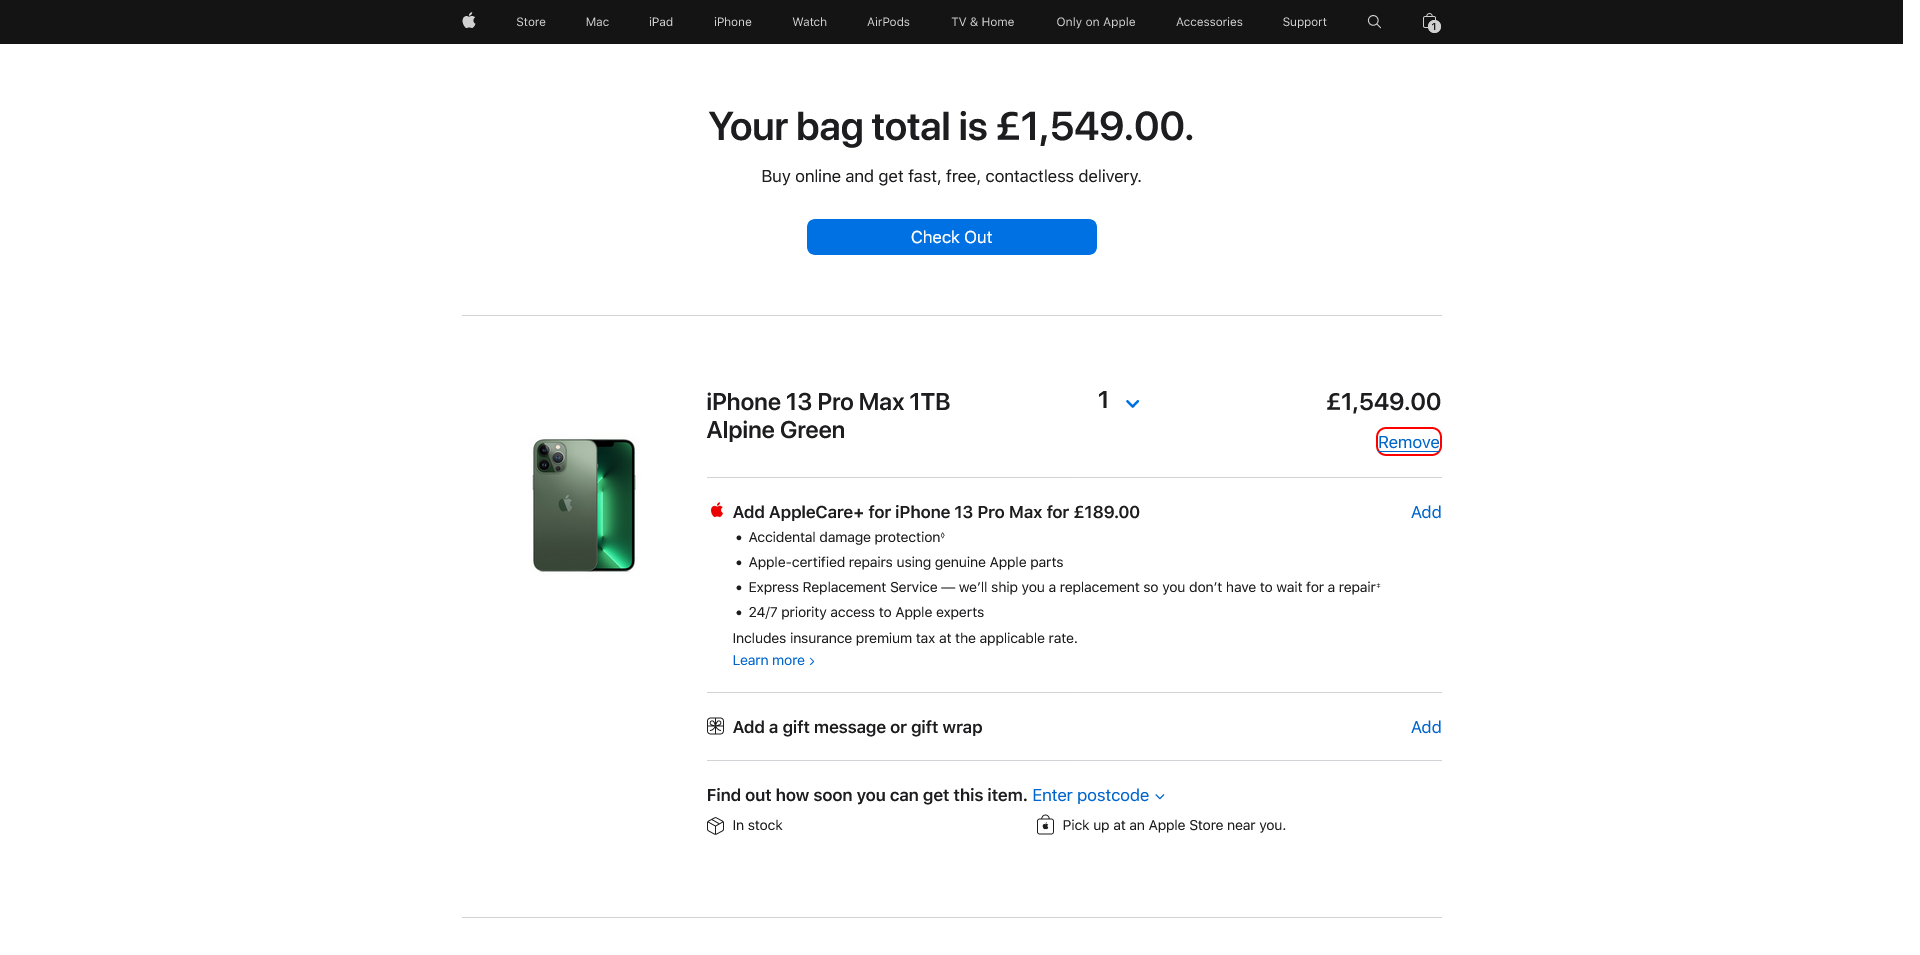 Store Mac iPad iPhone Watch AirPods TV & Home Only on Apple Accessories Support 1
Your bag total is £1,549.00.
Buy online and get fast, free, contactless delivery.
Check Out
iPhone 13 Pro Max 1TB 1 £1,549.00
Alpine Green
Remove
Add AppleCare+ for iPhone 13 Pro Max for £189.00 Add
• Accidental damage protection◊
• Apple-certified repairs using genuine Apple parts
• Express Replacement Service — we’ll ship you a replacement so you don’t have to wait for a repair‡
• 24/7 priority access to Apple experts
Includes insurance premium tax at the applicable rate.
Learn more >
Add a gift message or gift wrap Add
Find out how soon you can get this item. Enter postcode
In stock Pick up at an Apple Store near you.